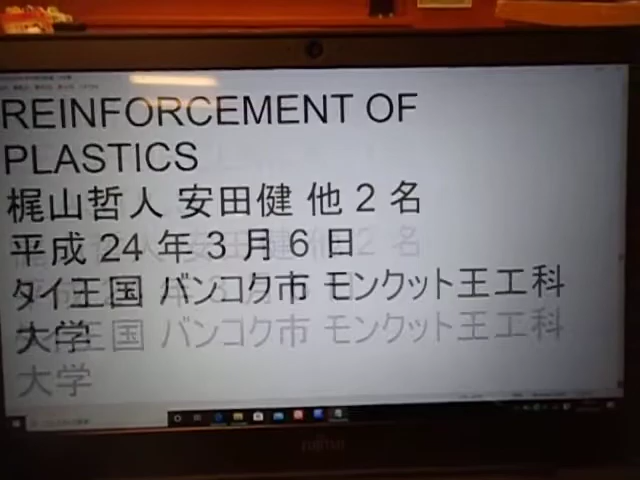 REINFORCEMENT OF
PLASTICS
梶山哲人 安田健 他 2 名
平成 24 年 3 月 6 日
タイ王国 バンコク市 モンクット王工科
大学